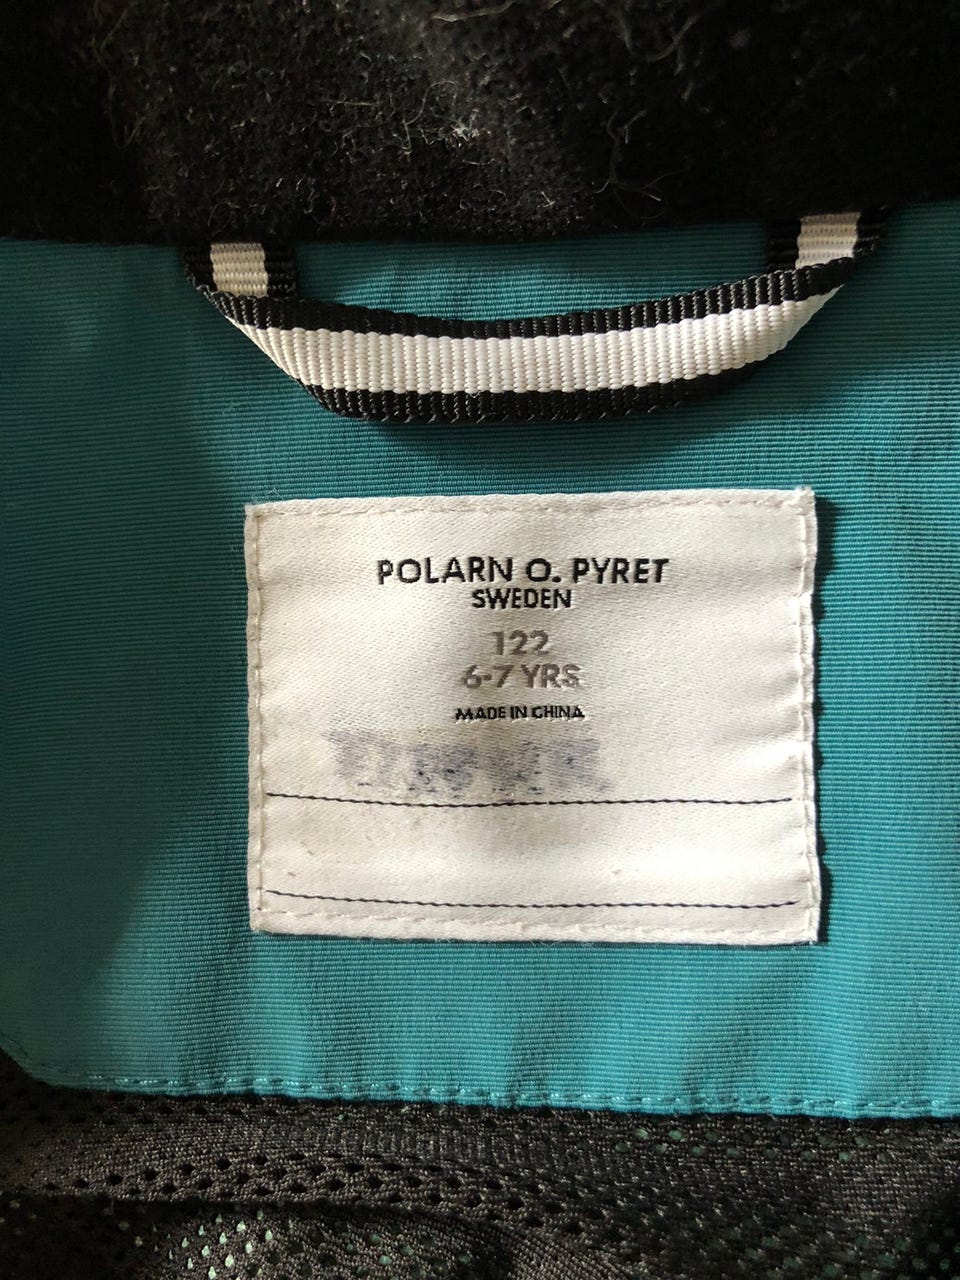 POLARN O. PYRET
SWEDEN
122
6-7 YRS
MADE IN CHINA